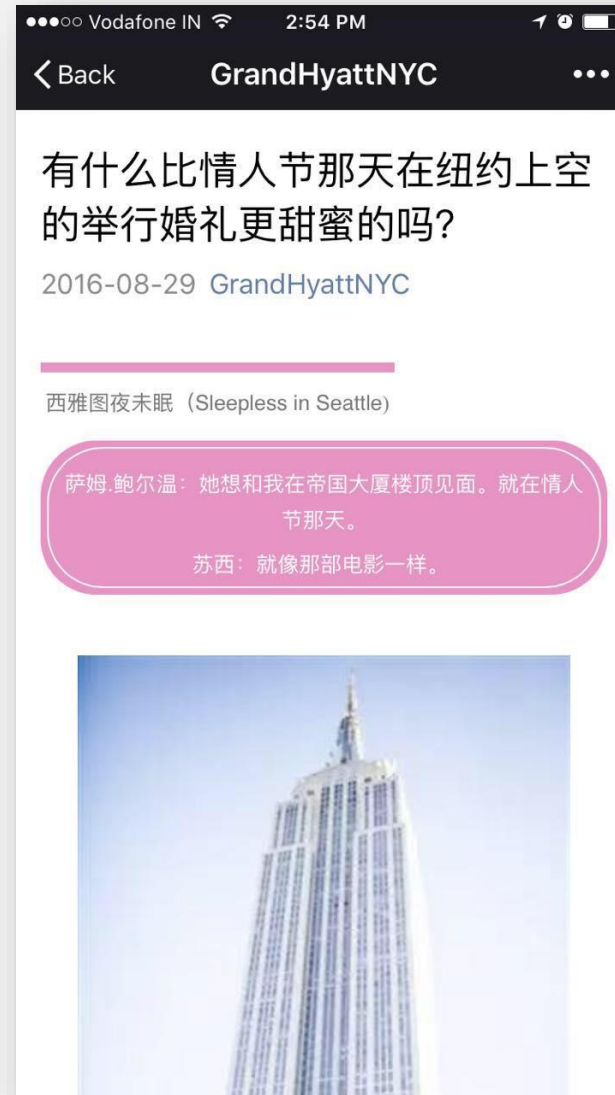 Vodafone IN 2:54 PM
Back GrandHyattNYC
有什么比情人节那天在纽约上空
的举行婚礼更甜蜜的吗?
2016-08-29 GrandHyattNYC
西雅图夜未眠（Sleepless in Seattle)
萨姆.鲍尔温：她想和我在帝国大厦楼顶见面。就在情人
节那天。
苏西：就像那部电影一样。